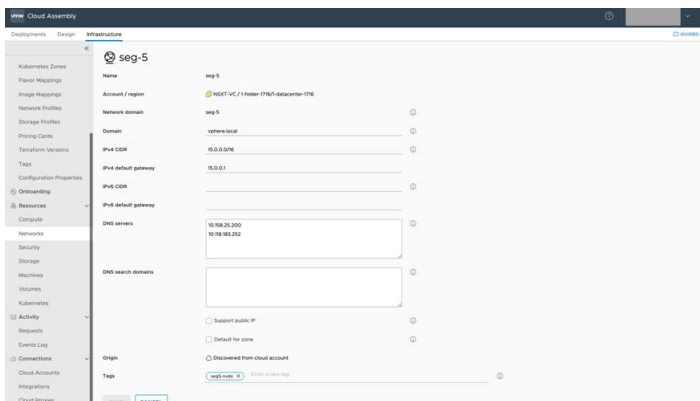 vmw Cloud Assembly
Deployments Design Infrastructure GUIDED
Kubernetes Zones
Flavor Mappings
Image Mappings
Network Profiles
Storage Profiles
Pricing Cards
Terraform Versions
Tags
Configuration Properties
Onboarding
Resources
Compute
Networks
Security
Storage
Machines
Volumes
Kubernetes
Activity
Requests
Events Log
Connections
Cloud Accounts
Integrations
Cloud Proxies
seg-5
Name seg-5
Account / region NSXT-VC / 1-folder-1716/1-datacenter-1716
Network domain seg-5
Domain vphere.local
IPv4 CIDR 15.0.0.0/16
IPv4 default gateway 15.0.0.1
IPv6 CIDR
IPv6 default gateway
DNS servers 10.158.25.200
10.118.183.252
DNS search domains
Support public IP
Default for zone
Origin Discovered from cloud account
Tags seg5-nvds X Enter a new tag
CANCEL